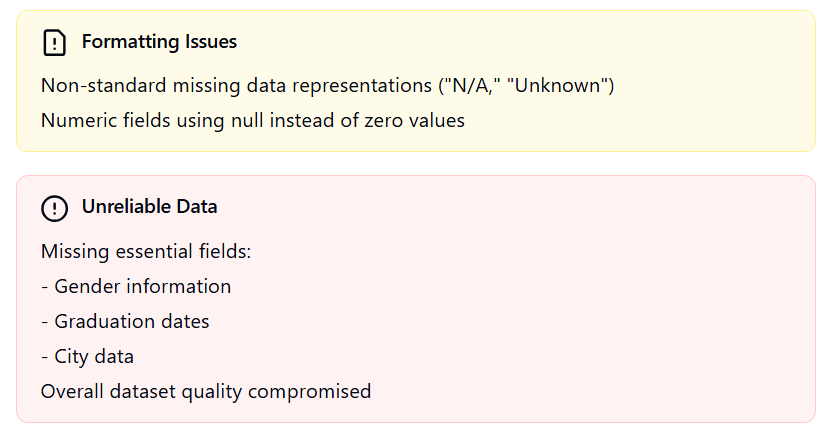 Formatting Issues
Non-standard missing data representations ("N/A," "Unknown")
Numeric fields using null instead of zero values
Unreliable Data
Missing essential fields:
- Gender information
- Graduation dates
- City data
Overall dataset quality compromised